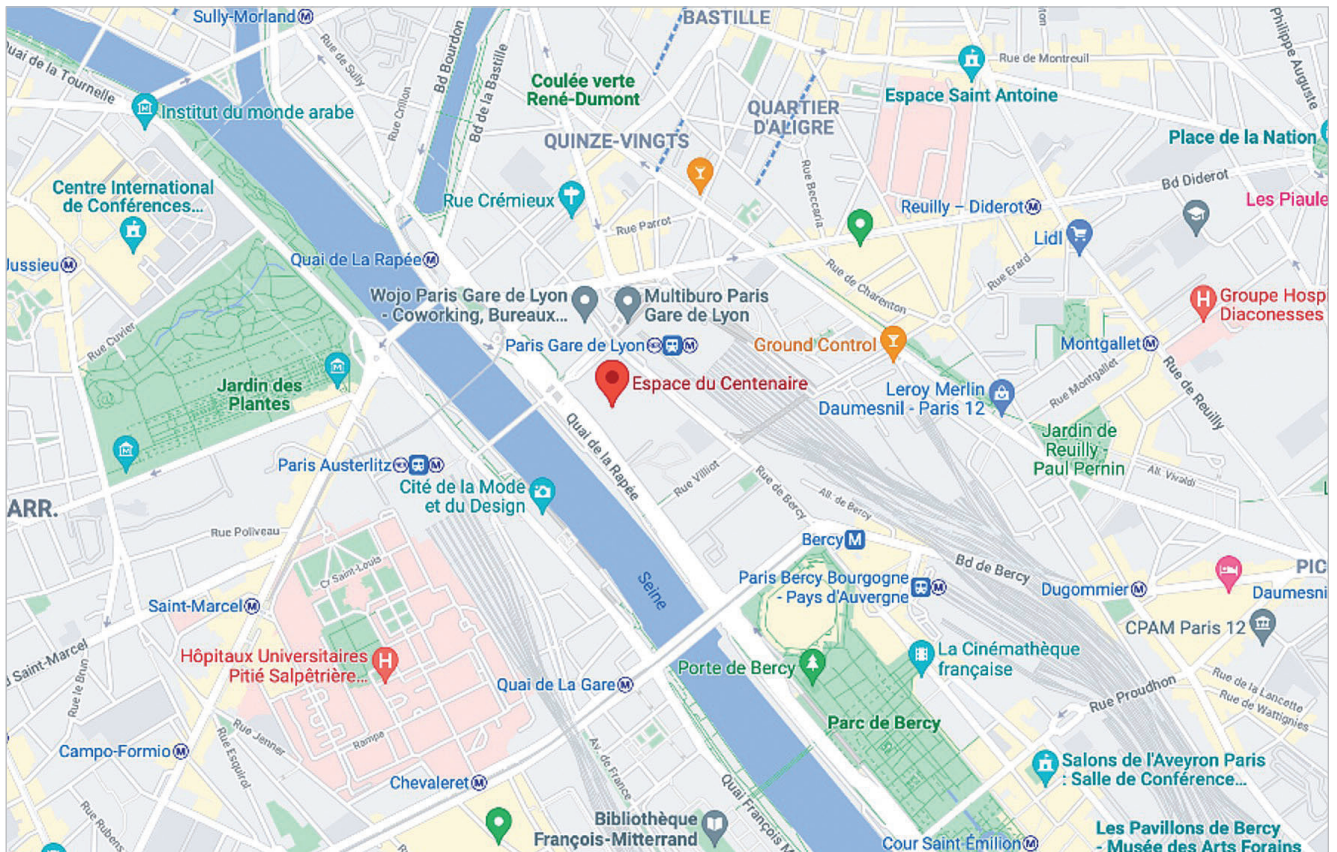 Sully-Morland M
BASTILLE
Quai de la Tournelle
Rue de Sully
Bd Bourdon
Bd de la Bastille
Rue Crillon
Coulée verte
René-Dumont
Rue de Montreuil
Philippe Auguste
Espace Saint Antoine
Institut du monde arabe
QUARTIER
D'ALIGRE
QUINZE-VINGTS
Place de la Nation
Centre International
de Conférences...
Rue Crémieux
Rue Beccaria
Bd Diderot
Les Piaule
Reuilly – Diderot M
Rue Parrot
Lidl
Jussieu M
Quai de La Rapée M
Rue Erard
Rue de Charenton
Wojo Paris Gare de Lyon
- Coworking, Bureaux...
Multiburo Paris
Gare de Lyon
H
Groupe Hospi
Diaconesses
Rue Cuvier
Paris Gare de Lyon
M
Ground Control
Montgallet M
Espace du Centenaire
Jardin des
Plantes
Leroy Merlin
Daumesnil - Paris 12
Rue Montgallet
Rue de Reuilly
Quai de la Rapée
Jardin de
Reuilly -
Paul Pernin
Paris Austerlitz
M
Cité de la Mode
et du Design
Rue Villiot
All. Vivaldi
ARR.
Rue de Bercy
All. de Bercy
Rue Poliveau
Bercy M
Cr Saint-Louis
Seine
Paris Bercy Bourgogne
- Pays d'Auvergne
M
Bd de Bercy
PIC
Dugommier M
Daumesni
Saint-Marcel M
CPAM Paris 12
d Saint-Marcel
Hôpitaux Universitaires
Pitié Salpêtrière...
H
La Cinémathèque
française
Porte de Bercy
Rue le Brun
Quai de La Gare M
Rue Proudhon
Rue de la Lancette
Rue de Wattignies
Parc de Bercy
Rue Jenner
Rampe
Campo-Formio M
Rue Esquirol
Av. de France
Salons de l'Aveyron Paris
: Salle de Conférence...
Chevaleret M
Quai François M
Rue Rubens
Bibliothèque
François-Mitterrand
Cour Saint-Émilion M
Les Pavillons de Bercy
- Musée des Arts Forains